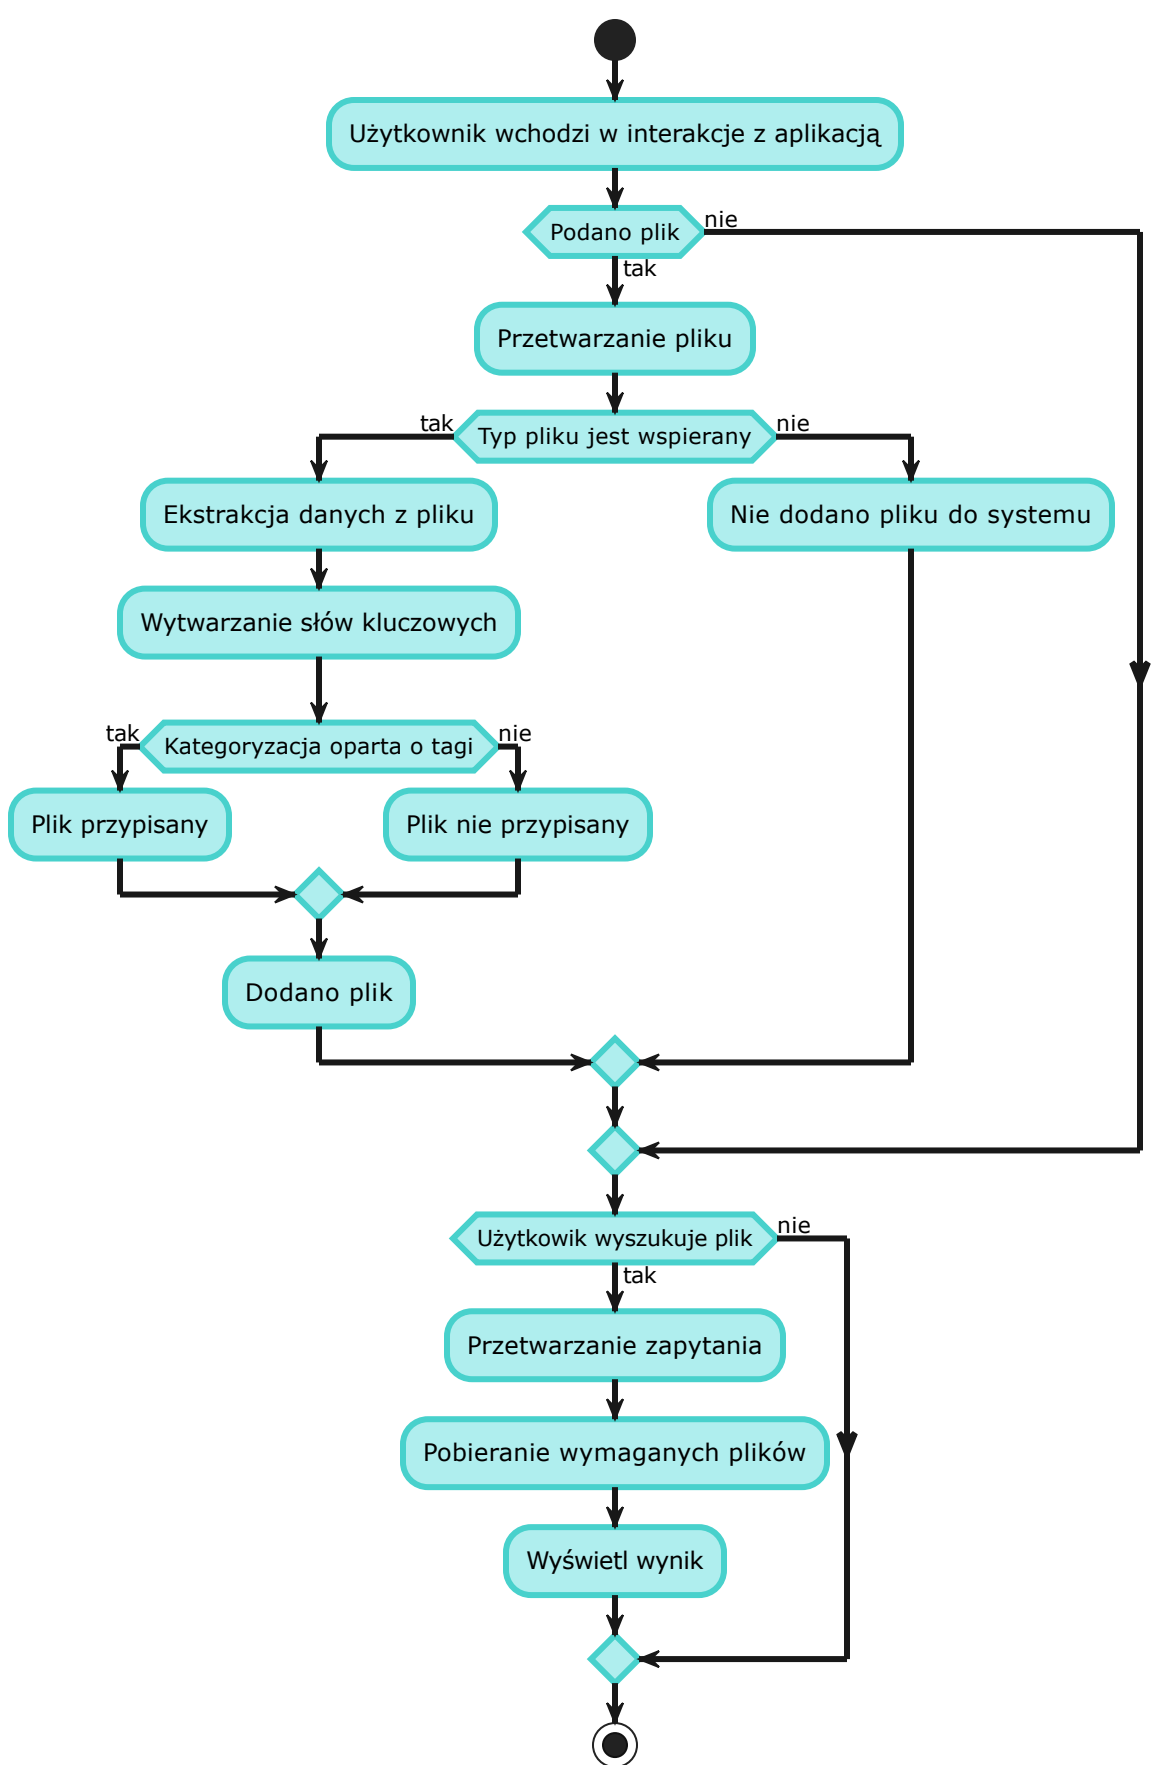 Użytkownik wchodzi w interakcje z aplikacją
Podano plik
nie
tak
Przetwarzanie pliku
tak
Typ pliku jest wspierany
nie
Ekstrakcja danych z pliku
Nie dodano pliku do systemu
Wytwarzanie słów kluczowych
tak
Kategoryzacja oparta o tagi
nie
Plik przypisany
Plik nie przypisany
Dodano plik
Użytkowik wyszukuje plik
nie
tak
Przetwarzanie zapytania
Pobieranie wymaganych plików
Wyświetl wynik